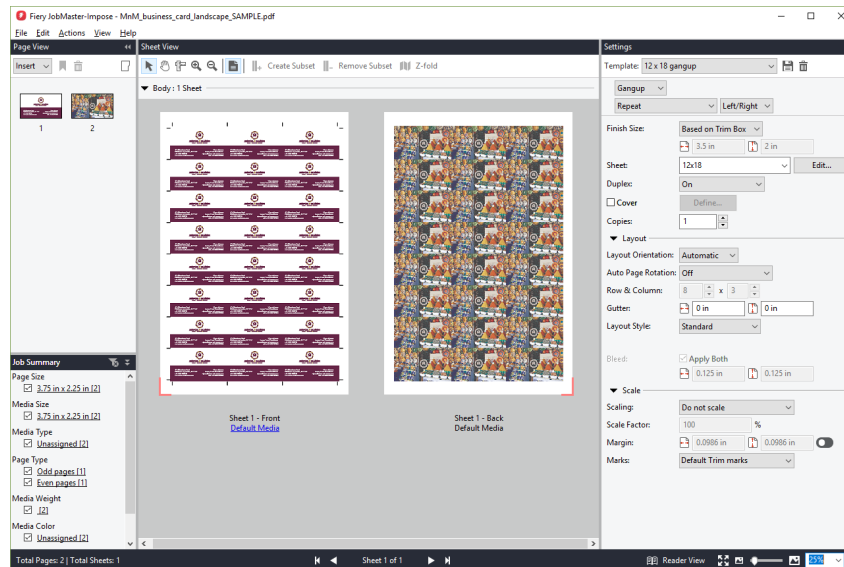 Fiery JobMaster-Impose - MnM_business_card_landscape_SAMPLE.pdf
File Edit Actions View Help
Page View
Insert
1 2
Job Summary
Page Size
3.75 in x 2.25 in [2]
Media Size
3.75 in x 2.25 in [2]
Media Type
Unassigned [2]
Page Type
Odd pages [1]
Even pages [1]
Media Weight
[2]
Media Color
Unassigned [2]
Sheet View
Create Subset Remove Subset Z-fold
Body : 1 Sheet
Sheet 1 - Front
Default Media
Sheet 1 - Back
Default Media
Settings
Template: 12 x 18 gangup
Gangup
Repeat Left/Right
Finish Size: Based on Trim Box
3.5 in 2 in
Sheet: 12x18 Edit...
Duplex: On
Cover Define...
Copies: 1
Layout
Layout Orientation: Automatic
Auto Page Rotation: Off
Row & Column: 8 x 3
Gutter: 0 in 0 in
Layout Style: Standard
Bleed: Apply Both
0.125 in 0.125 in
Scale
Scaling: Do not scale
Scale Factor: 100 %
Margin: 0.0986 in 0.0986 in
Marks: Default Trim marks
Total Pages: 2 | Total Sheets: 1
Sheet 1 of 1
Reader View
25%